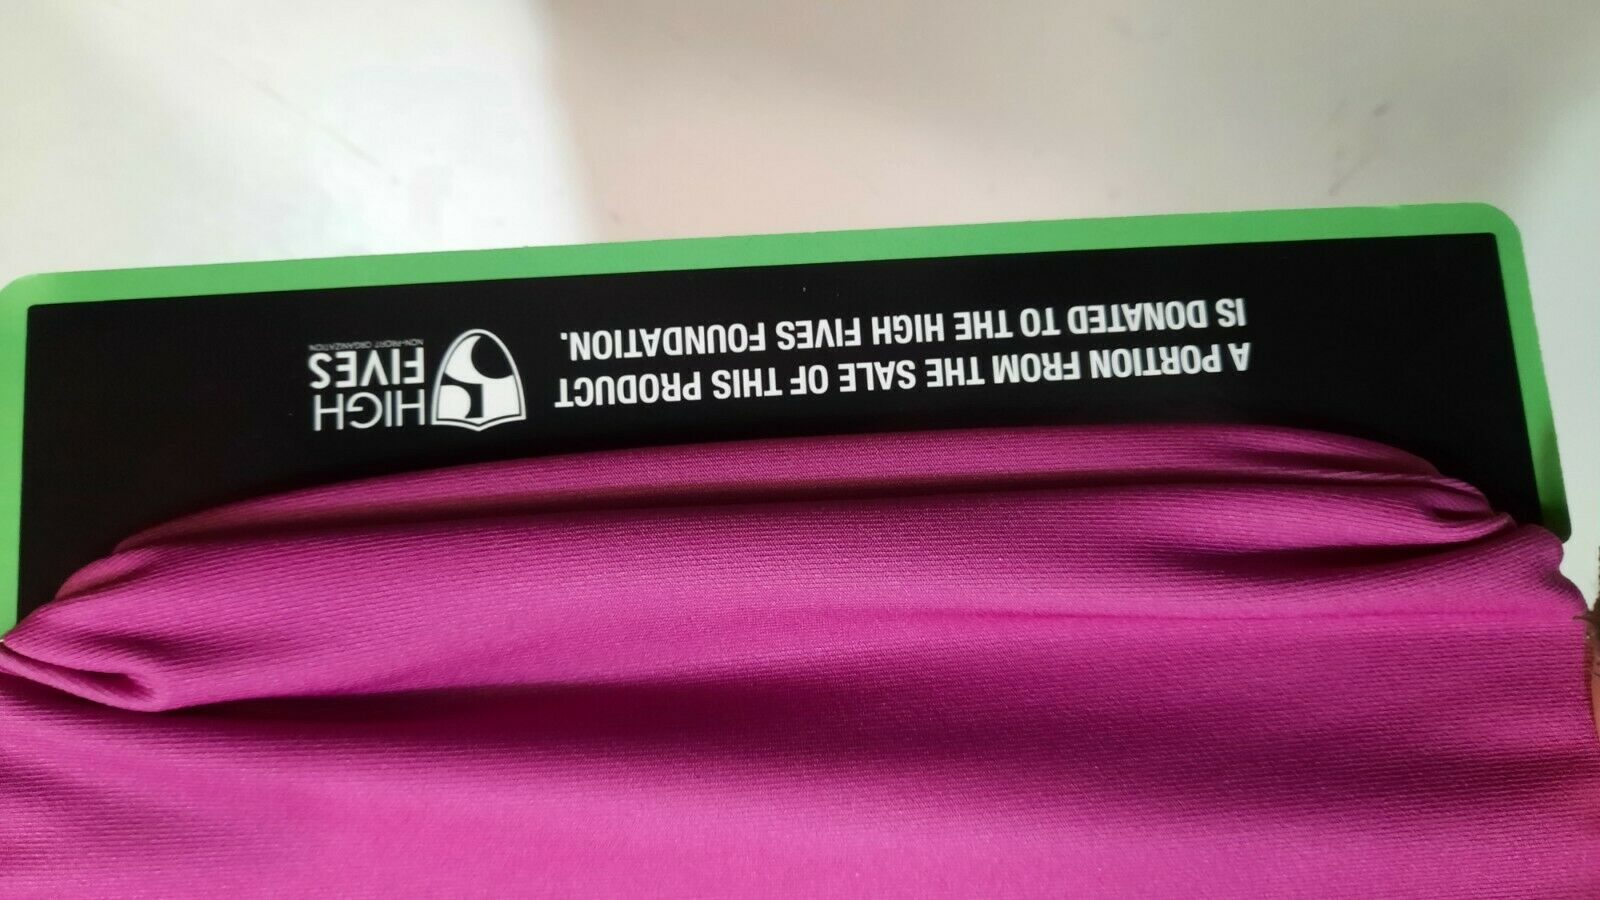 A PORTION FROM THE SALE OF THIS PRODUCT
IS DONATED TO THE HIGH FIVES FOUNDATION.
HIGH
FIVES
NON-PROFIT ORGANIZATION